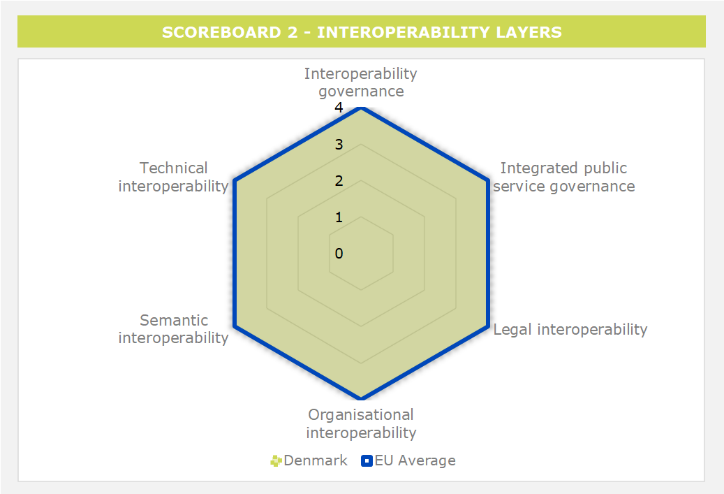 SCOREBOARD 2 - INTEROPERABILITY LAYERS
Interoperability
governance
4
3
2
1
0
Technical
interoperability
Integrated public
service governance
Semantic
interoperability
Legal interoperability
Organisational
interoperability
Denmark
EU Average